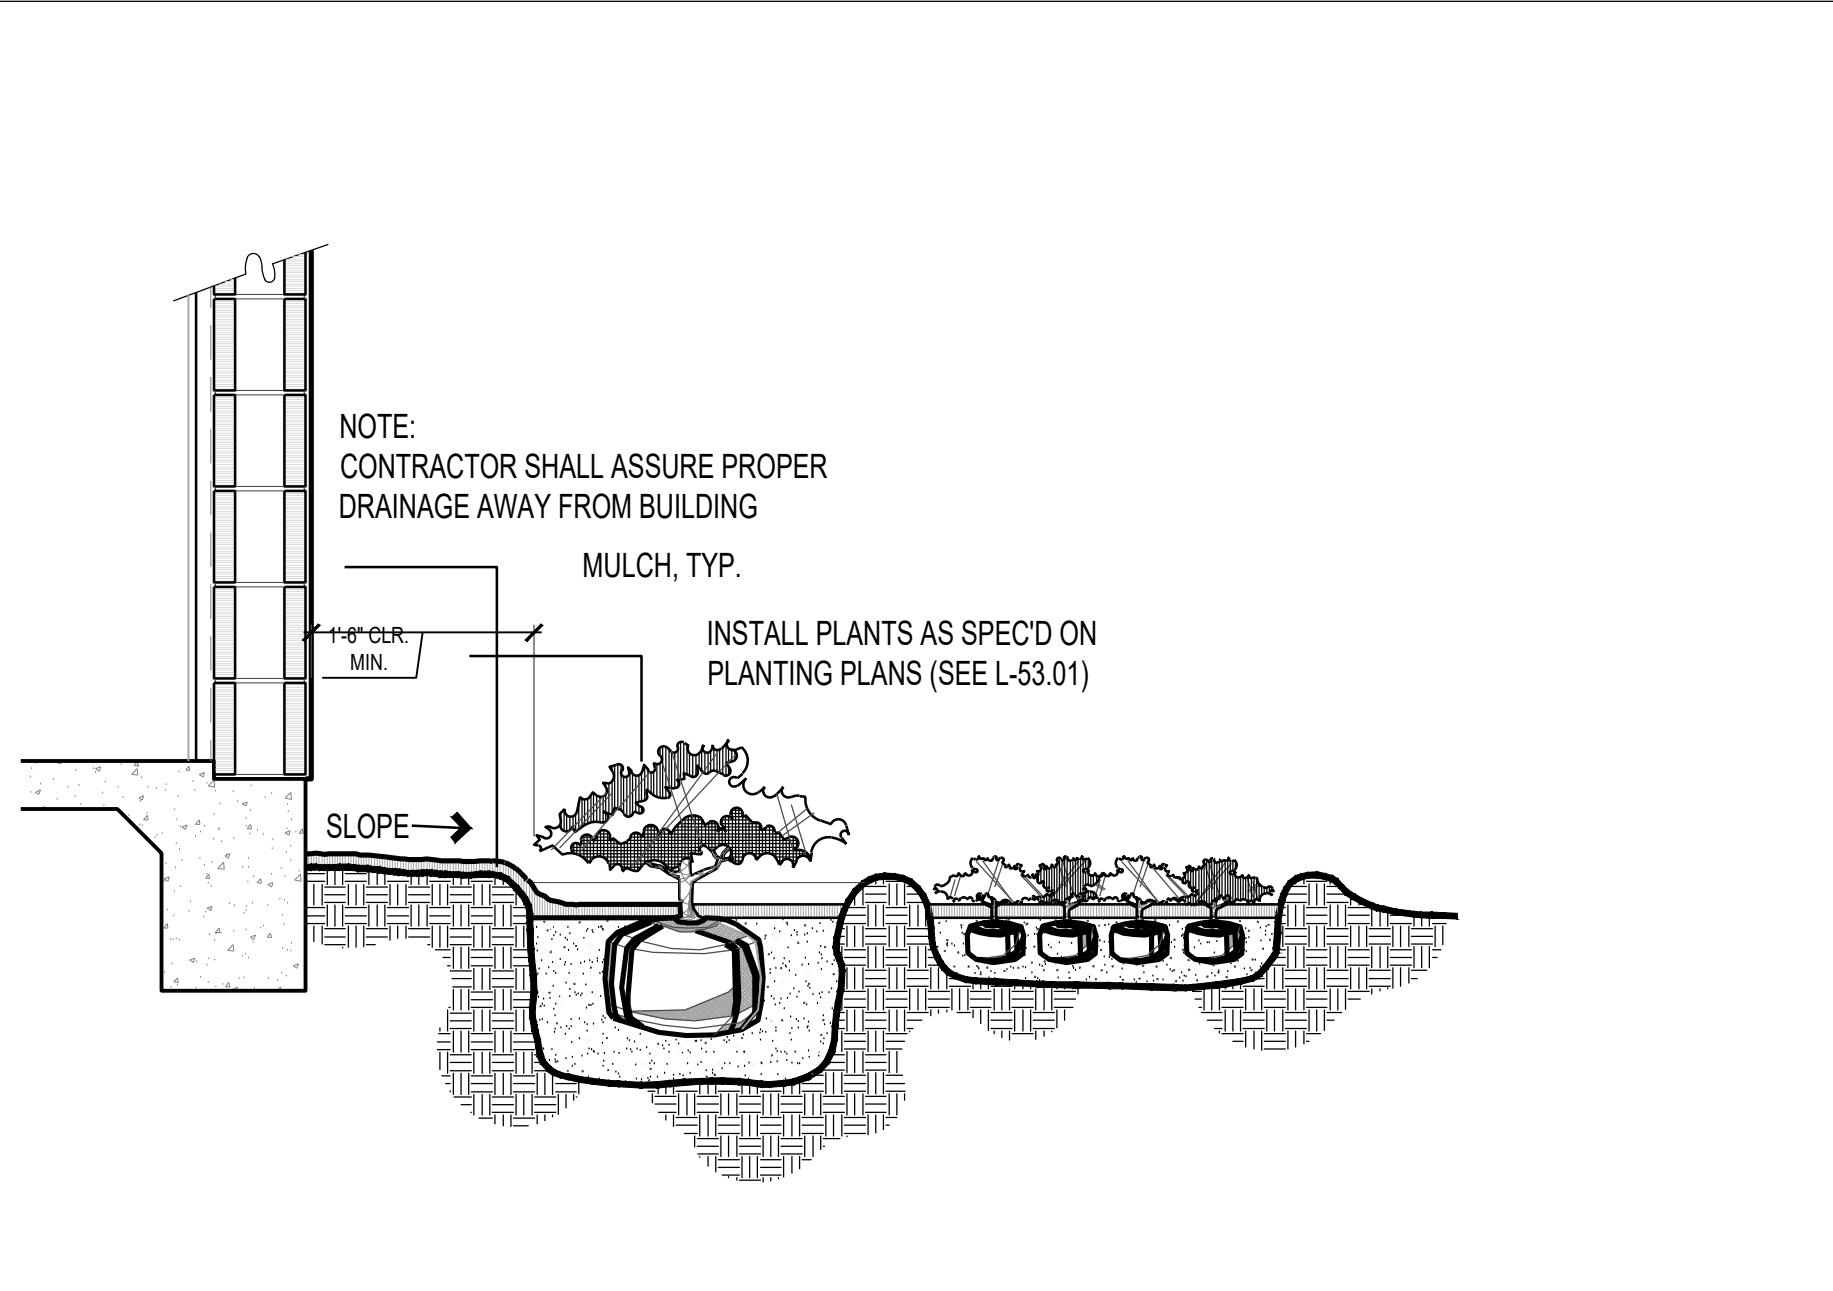 NOTE:
CONTRACTOR SHALL ASSURE PROPER
DRAINAGE AWAY FROM BUILDING
MULCH, TYP.
1'-6" CLR.
MIN.
INSTALL PLANTS AS SPEC'D ON
PLANTING PLANS (SEE L-53.01)
SLOPE